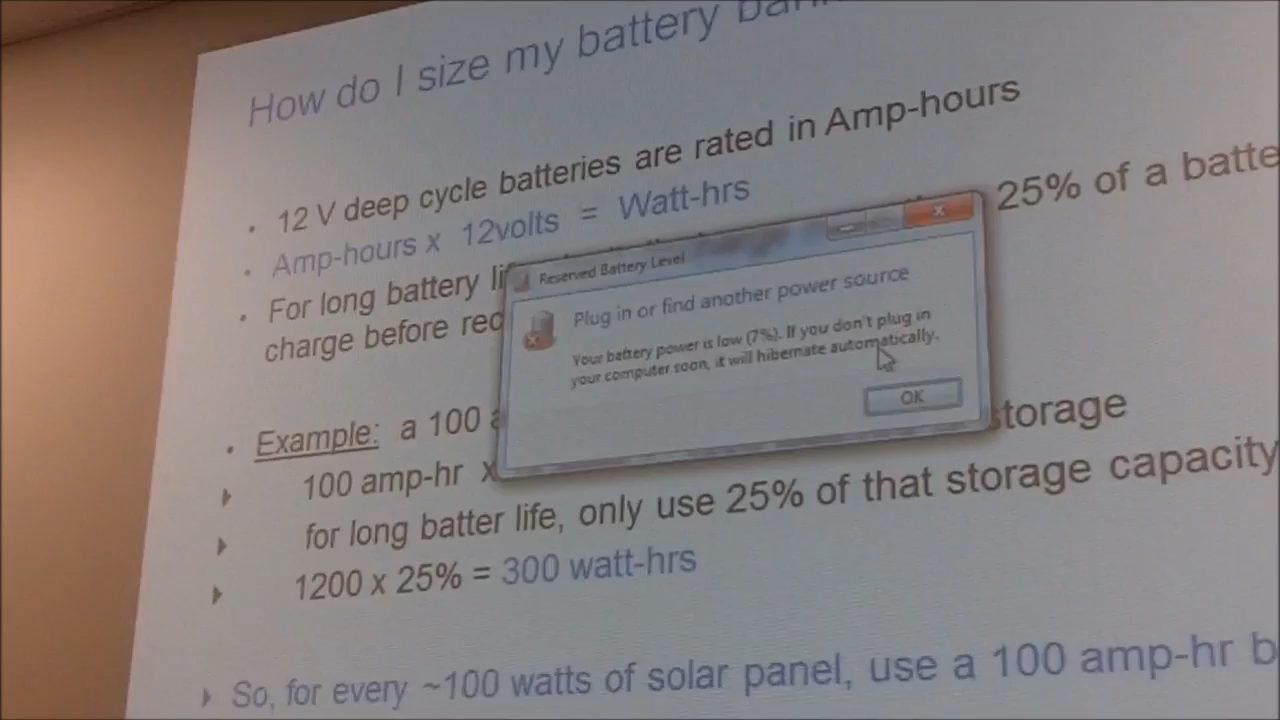 How do I size my battery
12 V deep cycle batteries are rated in Amp-hours
Amp-hours x 12volts = Watt-hrs
For long battery 25% of a
charge before
Reserved Battery Level
Plug in or find another power source
Your battery power is low (7%). If you don't plug in
your computer soon, it will hibernate automatically.
OK
Example: a 100
100 amp-hr x
for long batter life, only use 25% of that storage capacity
1200 x 25% = 300 watt-hrs
So, for every ~100 watts of solar panel, use a 100 amp-hr